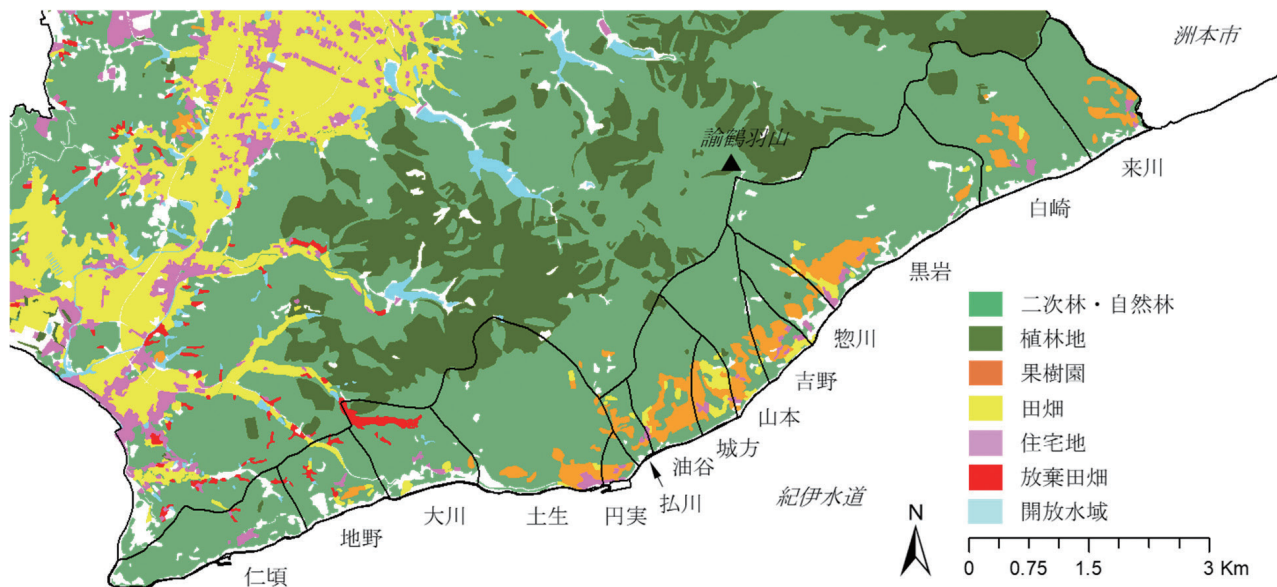 洲本市
諭鶴羽山
来川
白崎
黒岩
惣川
吉野
山本
城方
油谷
払川
円実
土生
大川
地野
仁頃
紀伊水道
二次林・自然林
植林地
果樹園
田畑
住宅地
放棄田畑
開放水域
N
0 0.75 1.5 3 Km